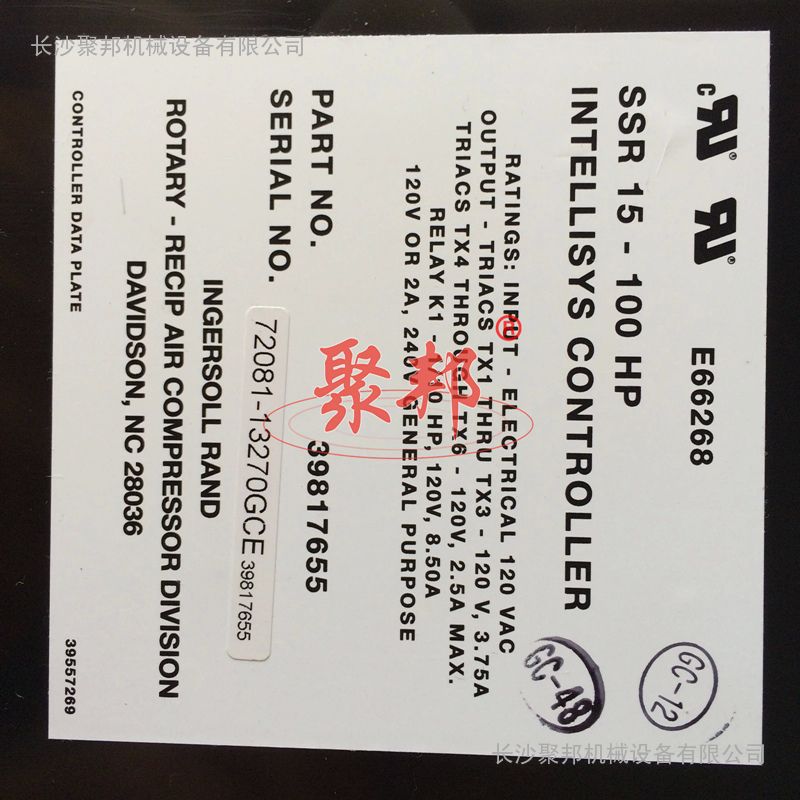 长沙聚邦机械设备有限公司
c RU® RU® E66268
SSR 15 - 100 HP
INTELLISYS CONTROLLER
RATINGS: INPUT - ELECTRICAL 120 VAC
OUTPUT - TRIACS TX1 THRU TX3 - 120 V, 3.75A
TRIACS TX4 THROUGH TX6 - 120V, 2.5A MAX.
RELAY K1 - 1/10 HP, 120V, 8.50A
120V OR 2A, 240V GENERAL PURPOSE
PART NO. 39817655
SERIAL NO. 72081-13270GCE 39817655
INGERSOLL RAND
ROTARY - RECIP AIR COMPRESSOR DIVISION
DAVIDSON, NC 28036
CONTROLLER DATA PLATE 39557269
GC-48
GC-12
聚邦
长沙聚邦机械设备有限公司